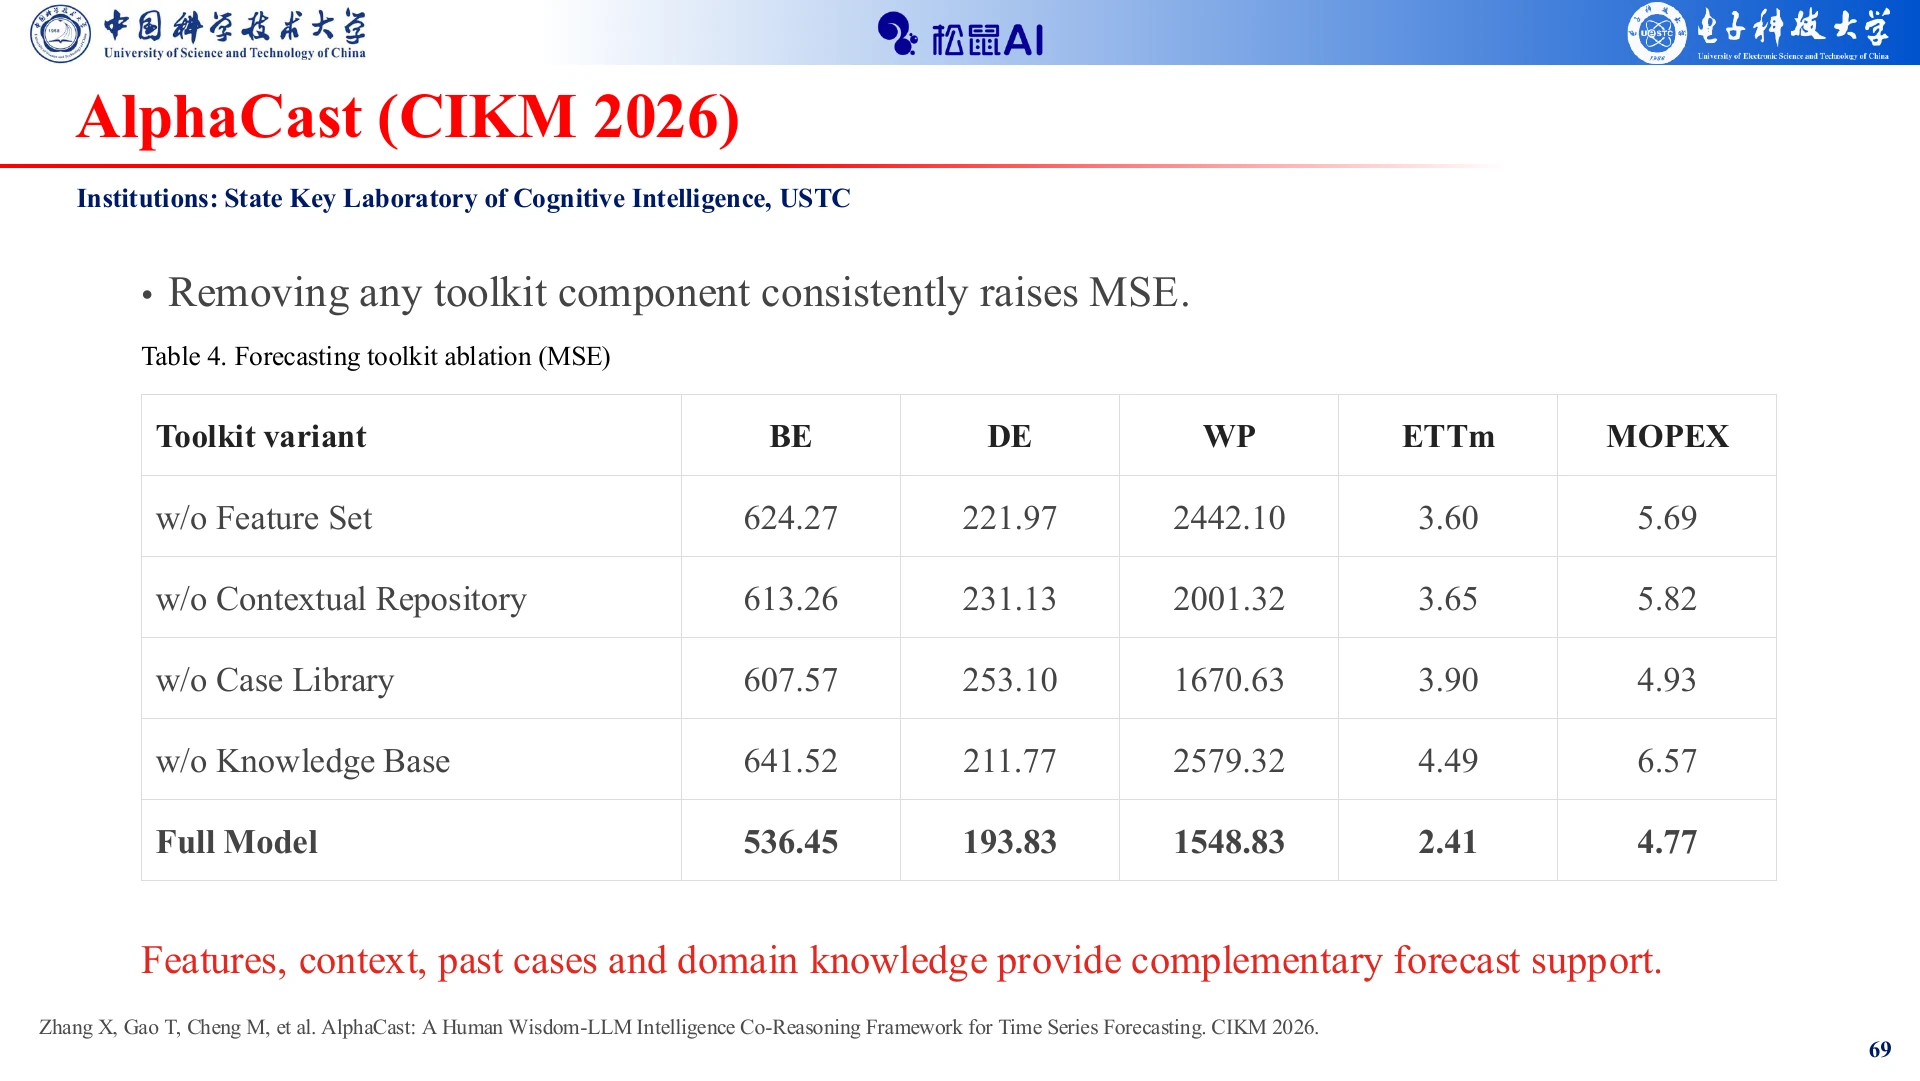 中国科学技术大学
University of Science and Technology of China
松鼠AI
电子科技大学
University of Electronic Science and Technology of China
AlphaCast (CIKM 2026)
Institutions: State Key Laboratory of Cognitive Intelligence, USTC
• Removing any toolkit component consistently raises MSE.
Table 4. Forecasting toolkit ablation (MSE)
Toolkit variant BE DE WP ETTm MOPEX
w/o Feature Set 624.27 221.97 2442.10 3.60 5.69
w/o Contextual Repository 613.26 231.13 2001.32 3.65 5.82
w/o Case Library 607.57 253.10 1670.63 3.90 4.93
w/o Knowledge Base 641.52 211.77 2579.32 4.49 6.57
Full Model 536.45 193.83 1548.83 2.41 4.77
Features, context, past cases and domain knowledge provide complementary forecast support.
Zhang X, Gao T, Cheng M, et al. AlphaCast: A Human Wisdom-LLM Intelligence Co-Reasoning Framework for Time Series Forecasting. CIKM 2026.
69